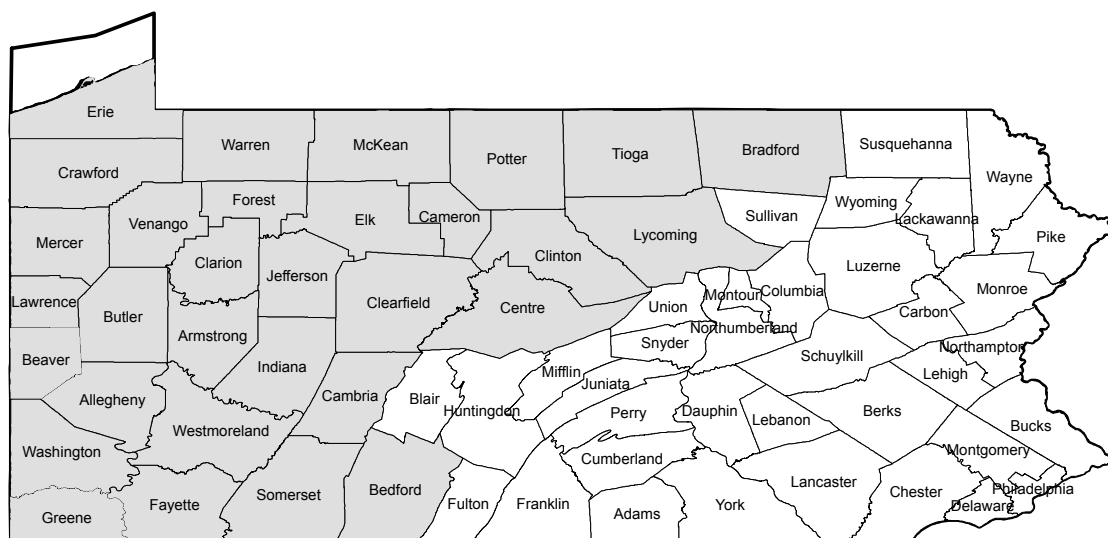 Erie
Warren
McKean
Potter
Tioga
Bradford
Susquehanna
Wayne
Crawford
Forest
Venango
Elk
Cameron
Sullivan
Wyoming
Lackawanna
Mercer
Clarion
Jefferson
Clinton
Lycoming
Luzerne
Pike
Lawrence
Butler
Armstrong
Clearfield
Centre
Union
Montour
Columbia
Carbon
Monroe
Beaver
Indiana
Snyder
Northumberland
Schuylkill
Northampton
Allegheny
Cambria
Blair
Huntingdon
Mifflin
Juniata
Perry
Dauphin
Lebanon
Berks
Lehigh
Bucks
Washington
Westmoreland
Cumberland
Montgomery
Greene
Fayette
Somerset
Bedford
Fulton
Franklin
Adams
York
Lancaster
Chester
Delaware
Philadelphia